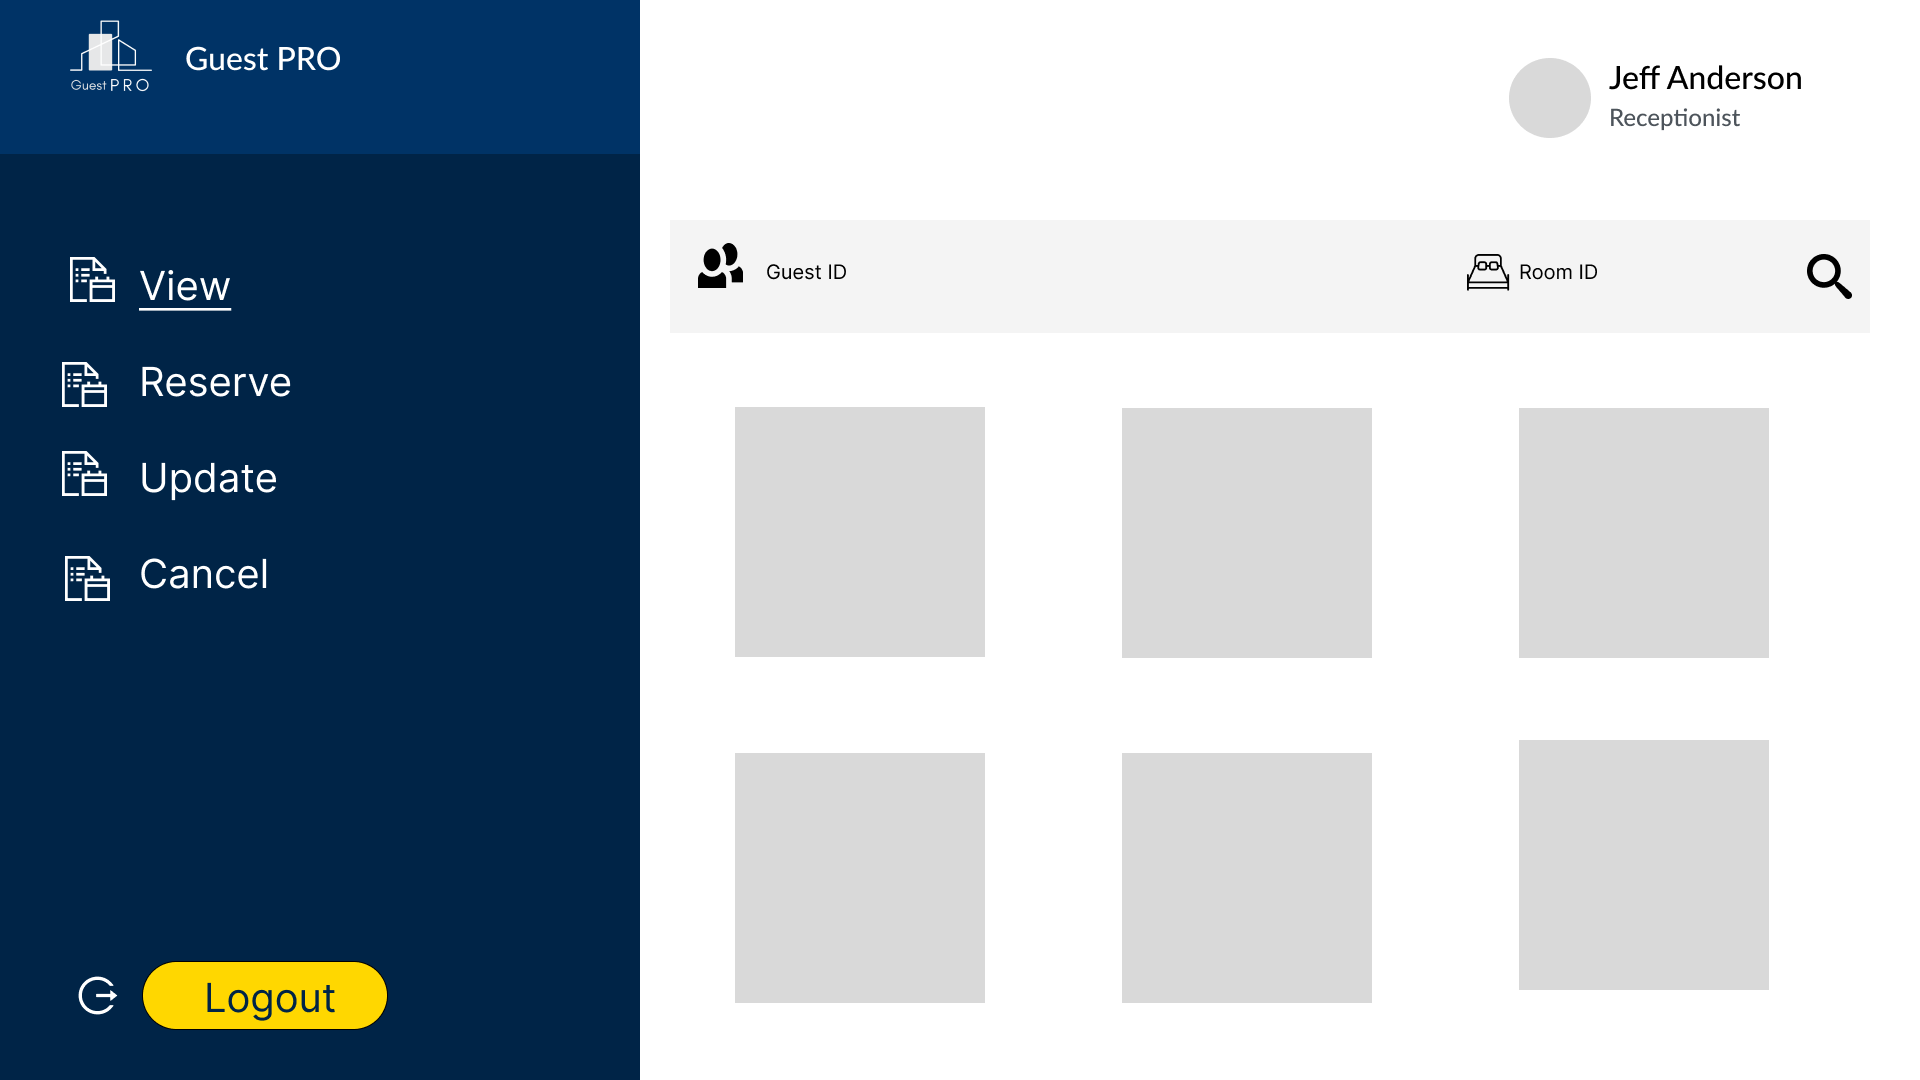 Guest PRO
Guest PRO
Jeff Anderson
Receptionist
Guest ID
Room ID
View
Reserve
Update
Cancel
Logout